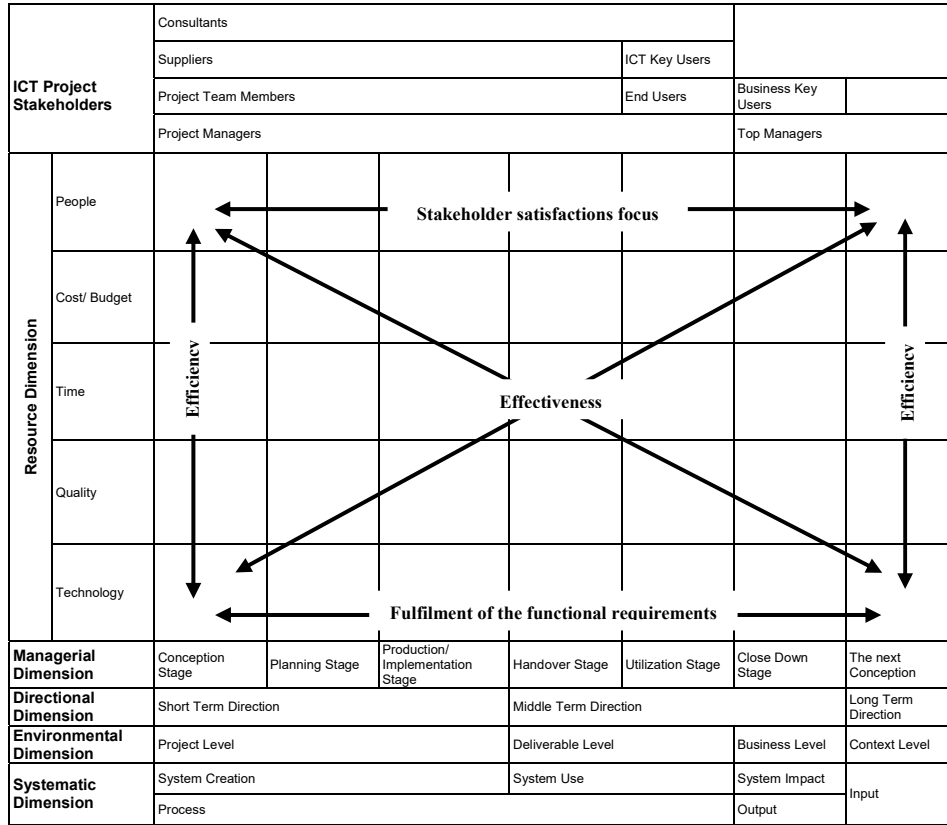 Consultants
Suppliers
ICT Key Users
ICT Project
Stakeholders
Project Team Members
End Users
Business Key
Users
Project Managers
Top Managers
Resource Dimension
People
Stakeholder satisfactions focus
Cost/ Budget
Efficiency
Efficiency
Time
Effectiveness
Quality
Technology
Fulfilment of the functional requirements
Managerial
Dimension
Conception
Stage
Planning Stage
Production/
Implementation
Stage
Handover Stage
Utilization Stage
Close Down
Stage
The next
Conception
Directional
Dimension
Short Term Direction
Middle Term Direction
Long Term
Direction
Environmental
Dimension
Project Level
Deliverable Level
Business Level
Context Level
Systematic
Dimension
System Creation
System Use
System Impact
Input
Process
Output